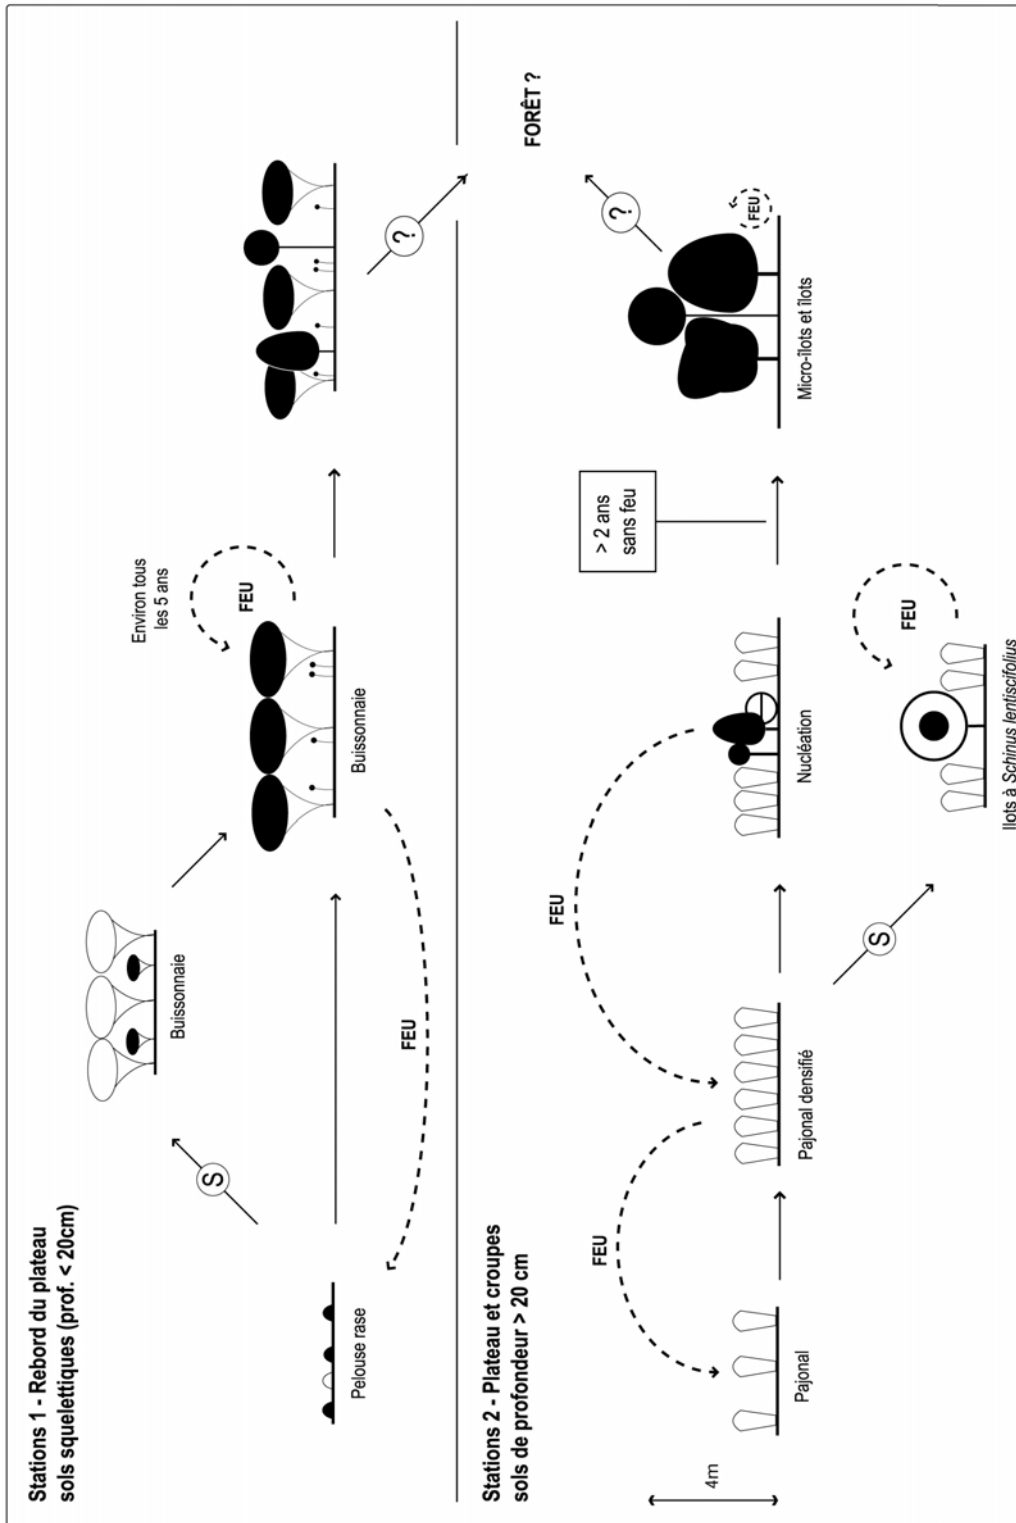 Stations 1 - Rebord du plateau
sols squelettiques (prof. < 20cm)
Pelouse rase
S
Buissonnaie
FEU
Buissonnaie
Environ tous
les 5 ans
FEU
?
FORÊT ?
Stations 2 - Plateau et croupes
sols de profondeur > 20 cm
4m
Pajonal
FEU
Pajonal densifié
FEU
S
Nucléation
> 2 ans
sans feu
FEU
Ilots à Schinus lentiscifolius
Micro-îlots et îlots
FEU
?